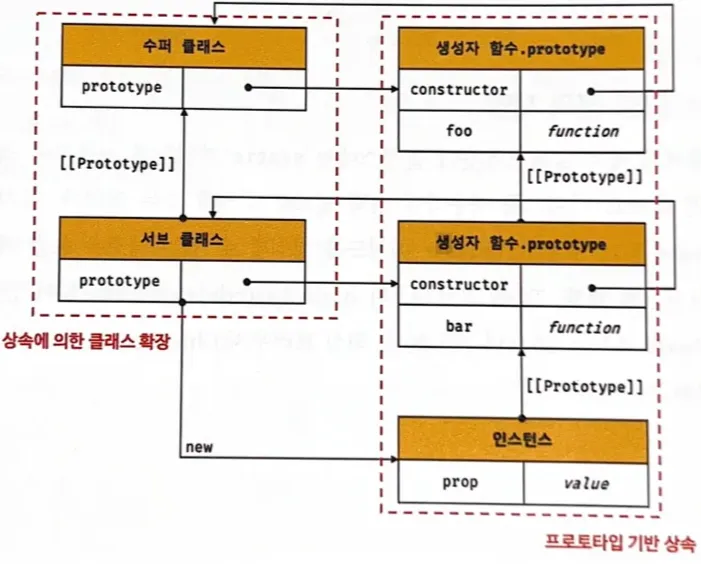 수퍼 클래스
prototype
생성자 함수.prototype
constructor
foo function
[[Prototype]]
[[Prototype]]
서브 클래스
prototype
생성자 함수.prototype
constructor
bar function
상속에 의한 클래스 확장
[[Prototype]]
new
인스턴스
prop value
프로토타입 기반 상속